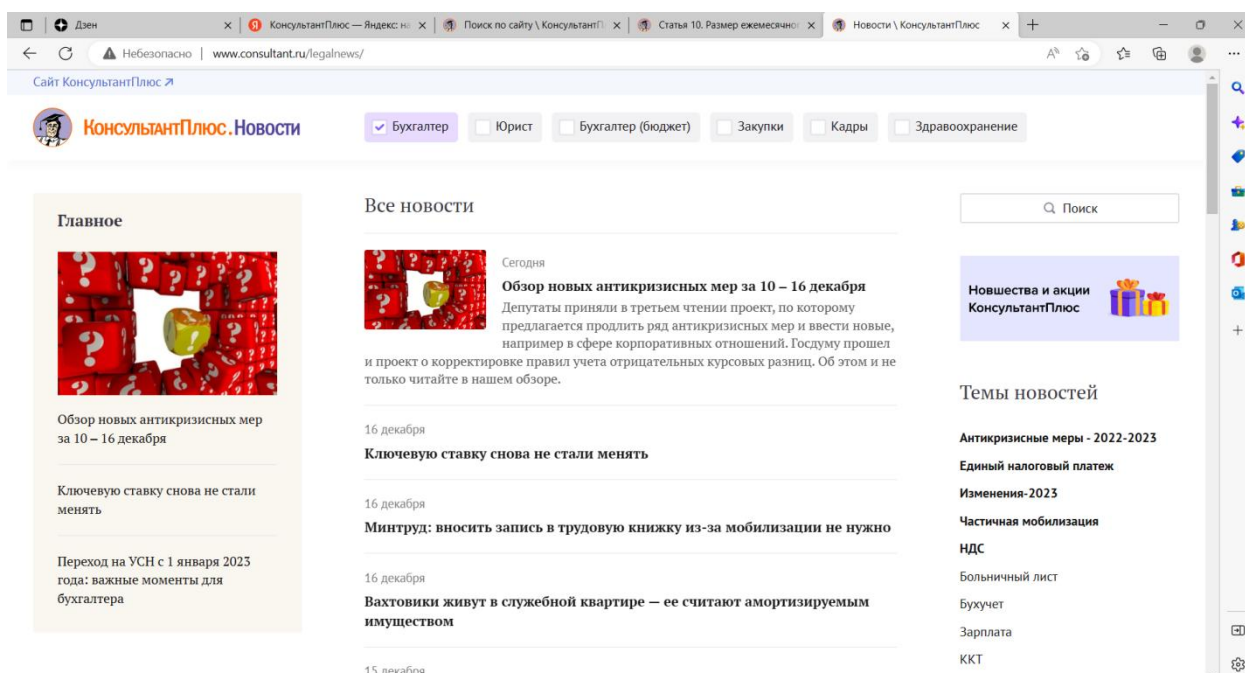 Дзен
КонсультантПлюс — Яндекс: на
Поиск по сайту \ КонсультантП
Статья 10. Размер ежемесячног
Новости \ КонсультантПлюс
Небезопасно | www.consultant.ru/legalnews/
Сайт КонсультантПлюс
КонсультантПлюс.Новости
Бухгалтер
Юрист
Бухгалтер (бюджет)
Закупки
Кадры
Здравоохранение
Главное
Обзор новых антикризисных мер
за 10 – 16 декабря
Ключевую ставку снова не стали
менять
Переход на УСН с 1 января 2023
года: важные моменты для
бухгалтера
Все новости
Сегодня
Обзор новых антикризисных мер за 10 – 16 декабря
Депутаты приняли в третьем чтении проект, по которому
предлагается продлить ряд антикризисных мер и ввести новые,
например в сфере корпоративных отношений. Госдуму прошел
и проект о корректировке правил учета отрицательных курсовых разниц. Об этом и не
только читайте в нашем обзоре.
16 декабря
Ключевую ставку снова не стали менять
16 декабря
Минтруд: вносить запись в трудовую книжку из-за мобилизации не нужно
16 декабря
Вахтовики живут в служебной квартире — ее считают амортизируемым
имуществом
15 декабря
Поиск
Новшества и акции
КонсультантПлюс
Темы новостей
Антикризисные меры - 2022-2023
Единый налоговый платеж
Изменения-2023
Частичная мобилизация
НДС
Больничный лист
Бухучет
Зарплата
ККТ